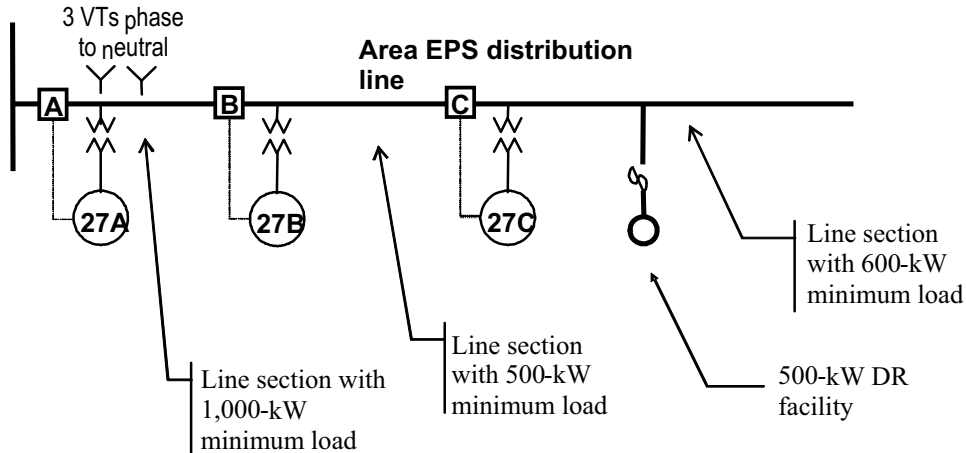 3 VTs phase
to neutral
Area EPS distribution
line
A
B
C
27A
27B
27C
Line section
with 600-kW
minimum load
Line section
with 500-kW
minimum load
Line section with
1,000-kW
minimum load
500-kW DR
facility